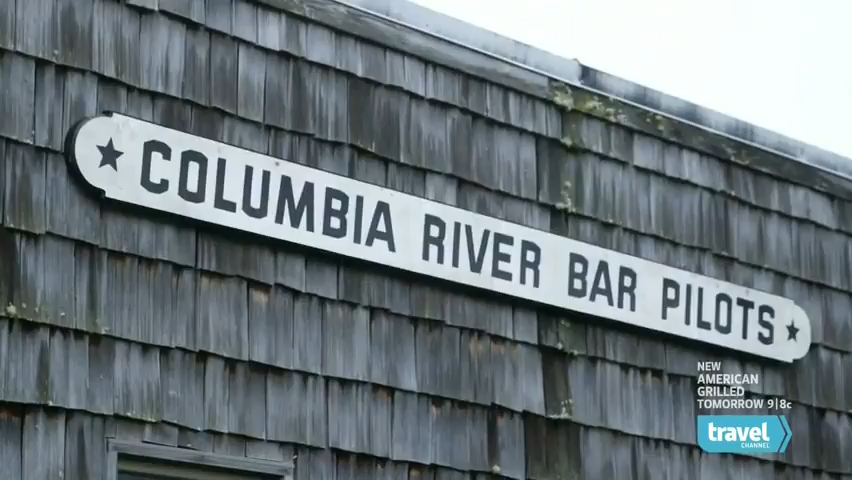 COLUMBIA RIVER BAR PILOTS
NEW
AMERICAN
GRILLED
TOMORROW 9|8c
travel
CHANNEL